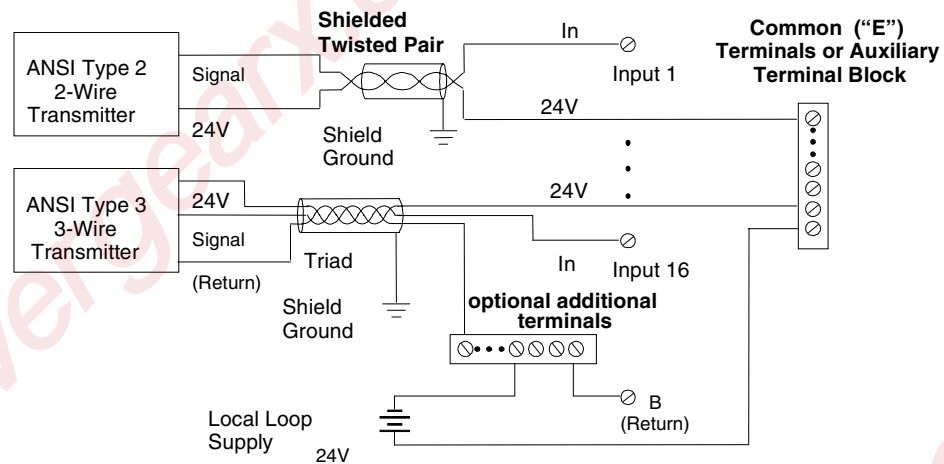 Shielded
Twisted Pair
In
Common (“E”)
Terminals or Auxiliary
Terminal Block
ANSI Type 2
2-Wire
Transmitter
Signal
24V
Input 1
24V
Shield
Ground
ANSI Type 3
3-Wire
Transmitter
24V
24V
Signal
(Return)
Triad
In
Input 16
Shield
Ground
optional additional
terminals
B
(Return)
Local Loop
Supply
24V